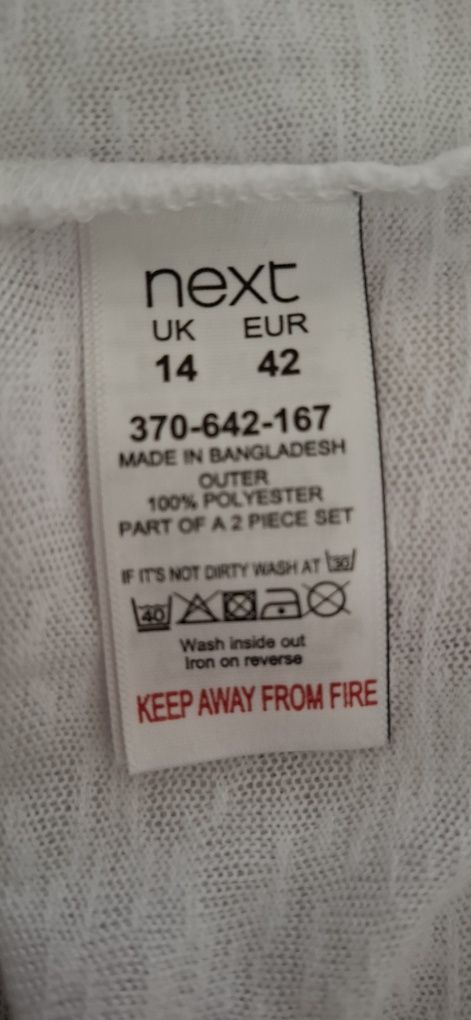 next
UK EUR
14 42
370-642-167
MADE IN BANGLADESH
OUTER
100% POLYESTER
PART OF A 2 PIECE SET
IF IT'S NOT DIRTY WASH AT 30
40
Wash inside out
Iron on reverse
KEEP AWAY FROM FIRE